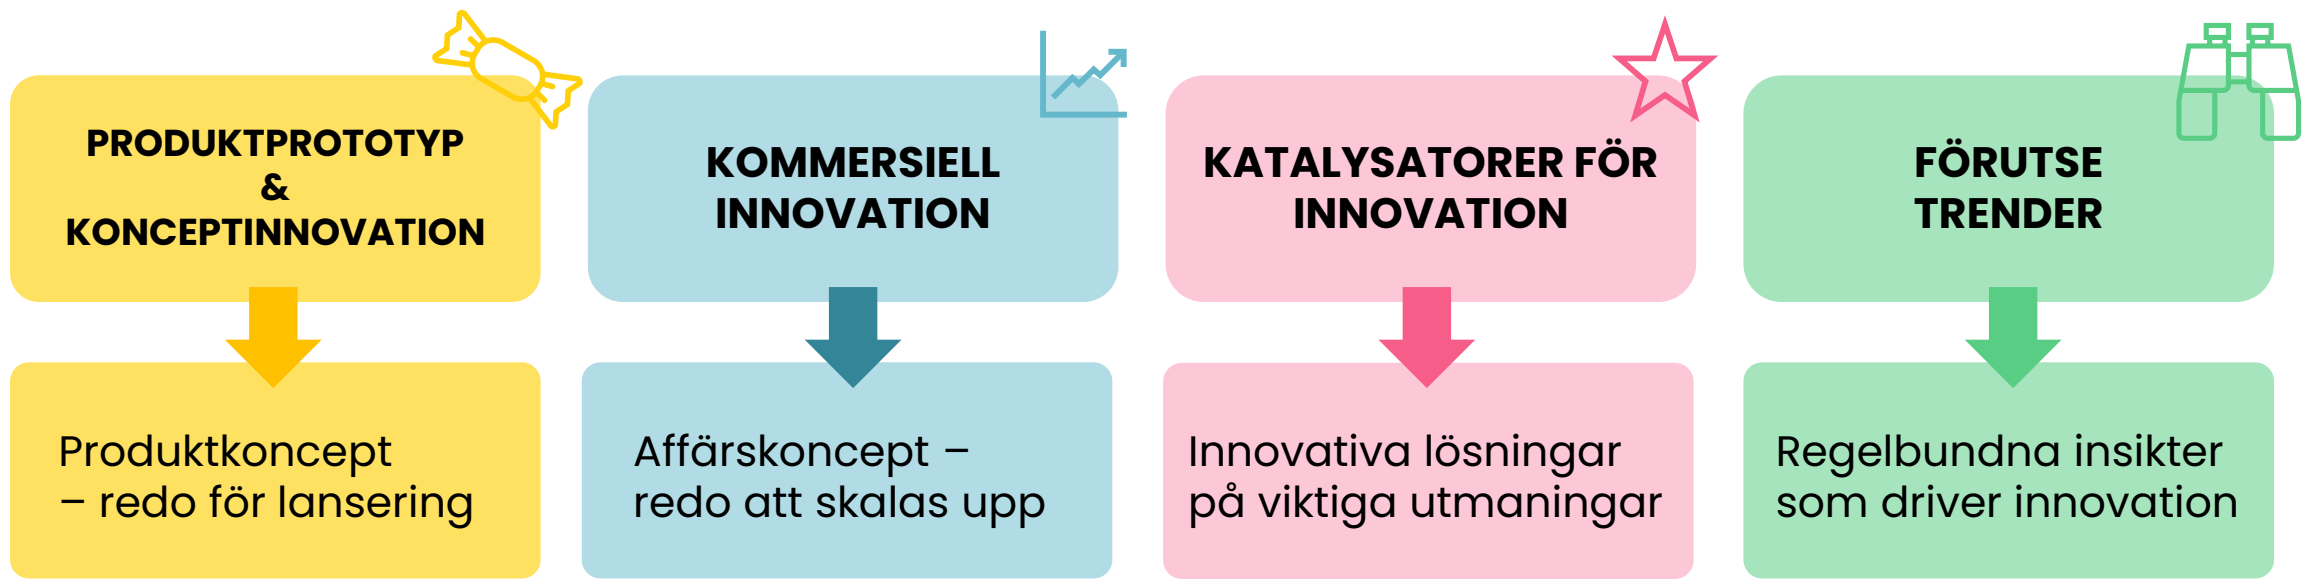 PRODUKTPROTOTYP
&
KONCEPTINNOVATION
Produktkoncept
– redo för lansering
KOMMERSIELL
INNOVATION
Affärskoncept –
redo att skalas upp
KATALYSATORER FÖR
INNOVATION
Innovativa lösningar
på viktiga utmaningar
FÖRUTSE
TRENDER
Regelbundna insikter
som driver innovation